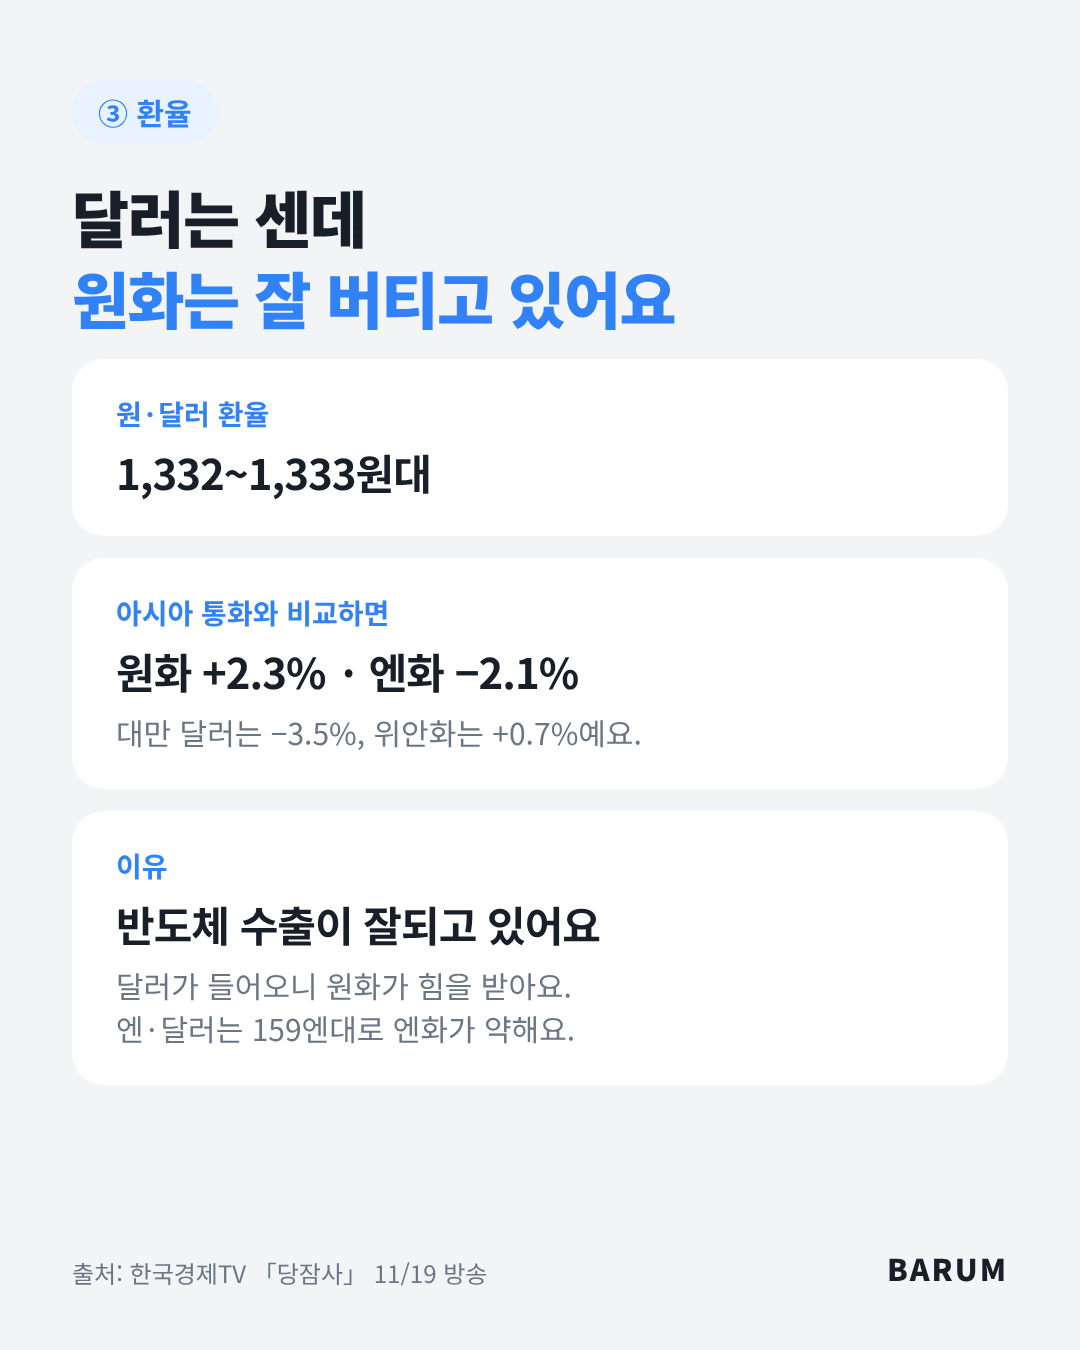 ③ 환율
달러는 센데
원화는 잘 버티고 있어요
원·달러 환율
1,332~1,333원대
아시아 통화와 비교하면
원화 +2.3% · 엔화 −2.1%
대만 달러는 −3.5%, 위안화는 +0.7%예요.
이유
반도체 수출이 잘되고 있어요
달러가 들어오니 원화가 힘을 받아요.
엔·달러는 159엔대로 엔화가 약해요.
출처: 한국경제TV 「당잠사」 11/19 방송
BARUM